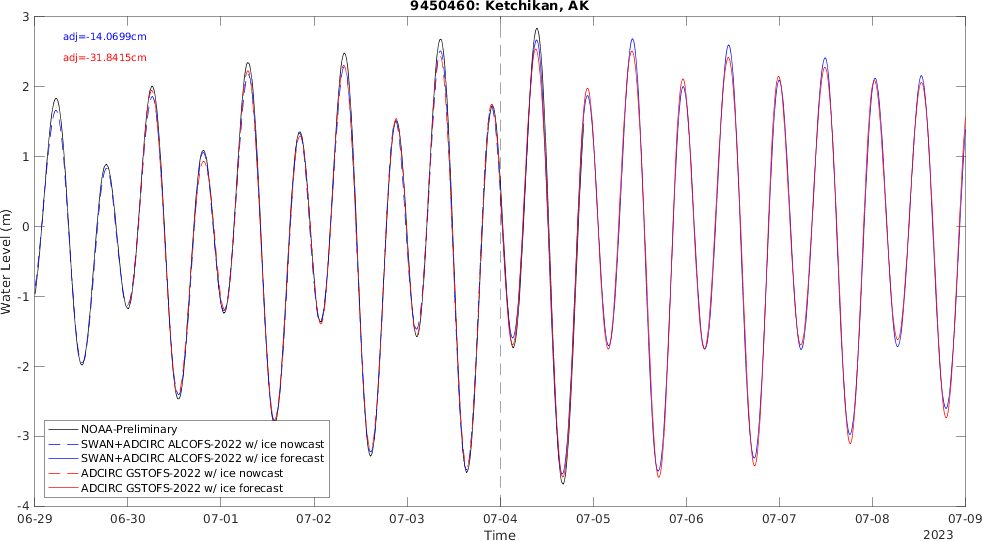 9450460: Ketchikan, AK
adj=-14.0699cm
adj=-31.8415cm
3
2
1
0
-1
-2
-3
-4
Water Level (m)
NOAA-Preliminary
SWAN+ADCIRC ALCOFS-2022 w/ ice nowcast
SWAN+ADCIRC ALCOFS-2022 w/ ice forecast
ADCIRC GSTOFS-2022 w/ ice nowcast
ADCIRC GSTOFS-2022 w/ ice forecast
06-29 06-30 07-01 07-02 07-03 07-04 07-05 07-06 07-07 07-08 07-09
Time
2023